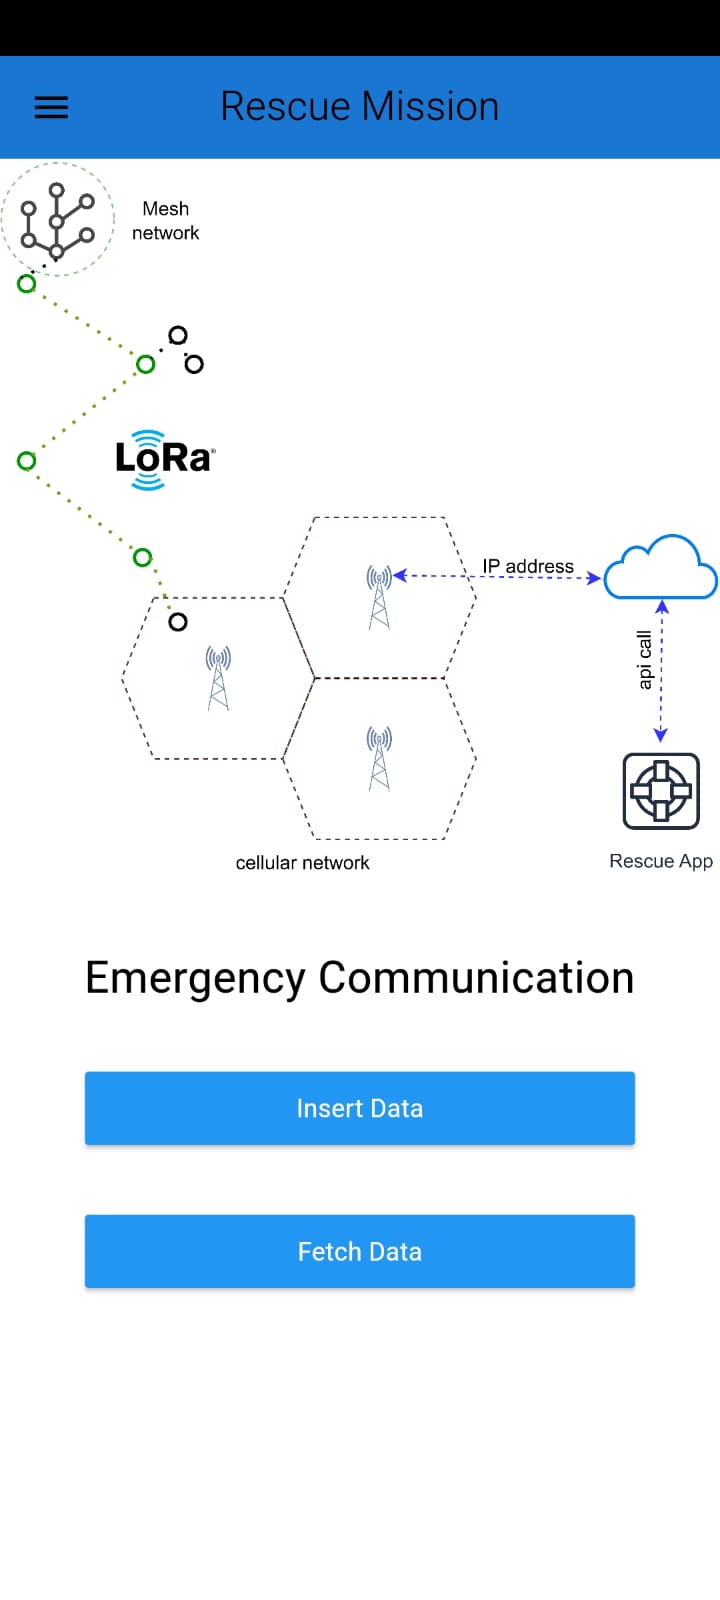 Rescue Mission
Mesh
network
LoRa®
IP address
api call
cellular network
Rescue App
Emergency Communication
Insert Data
Fetch Data